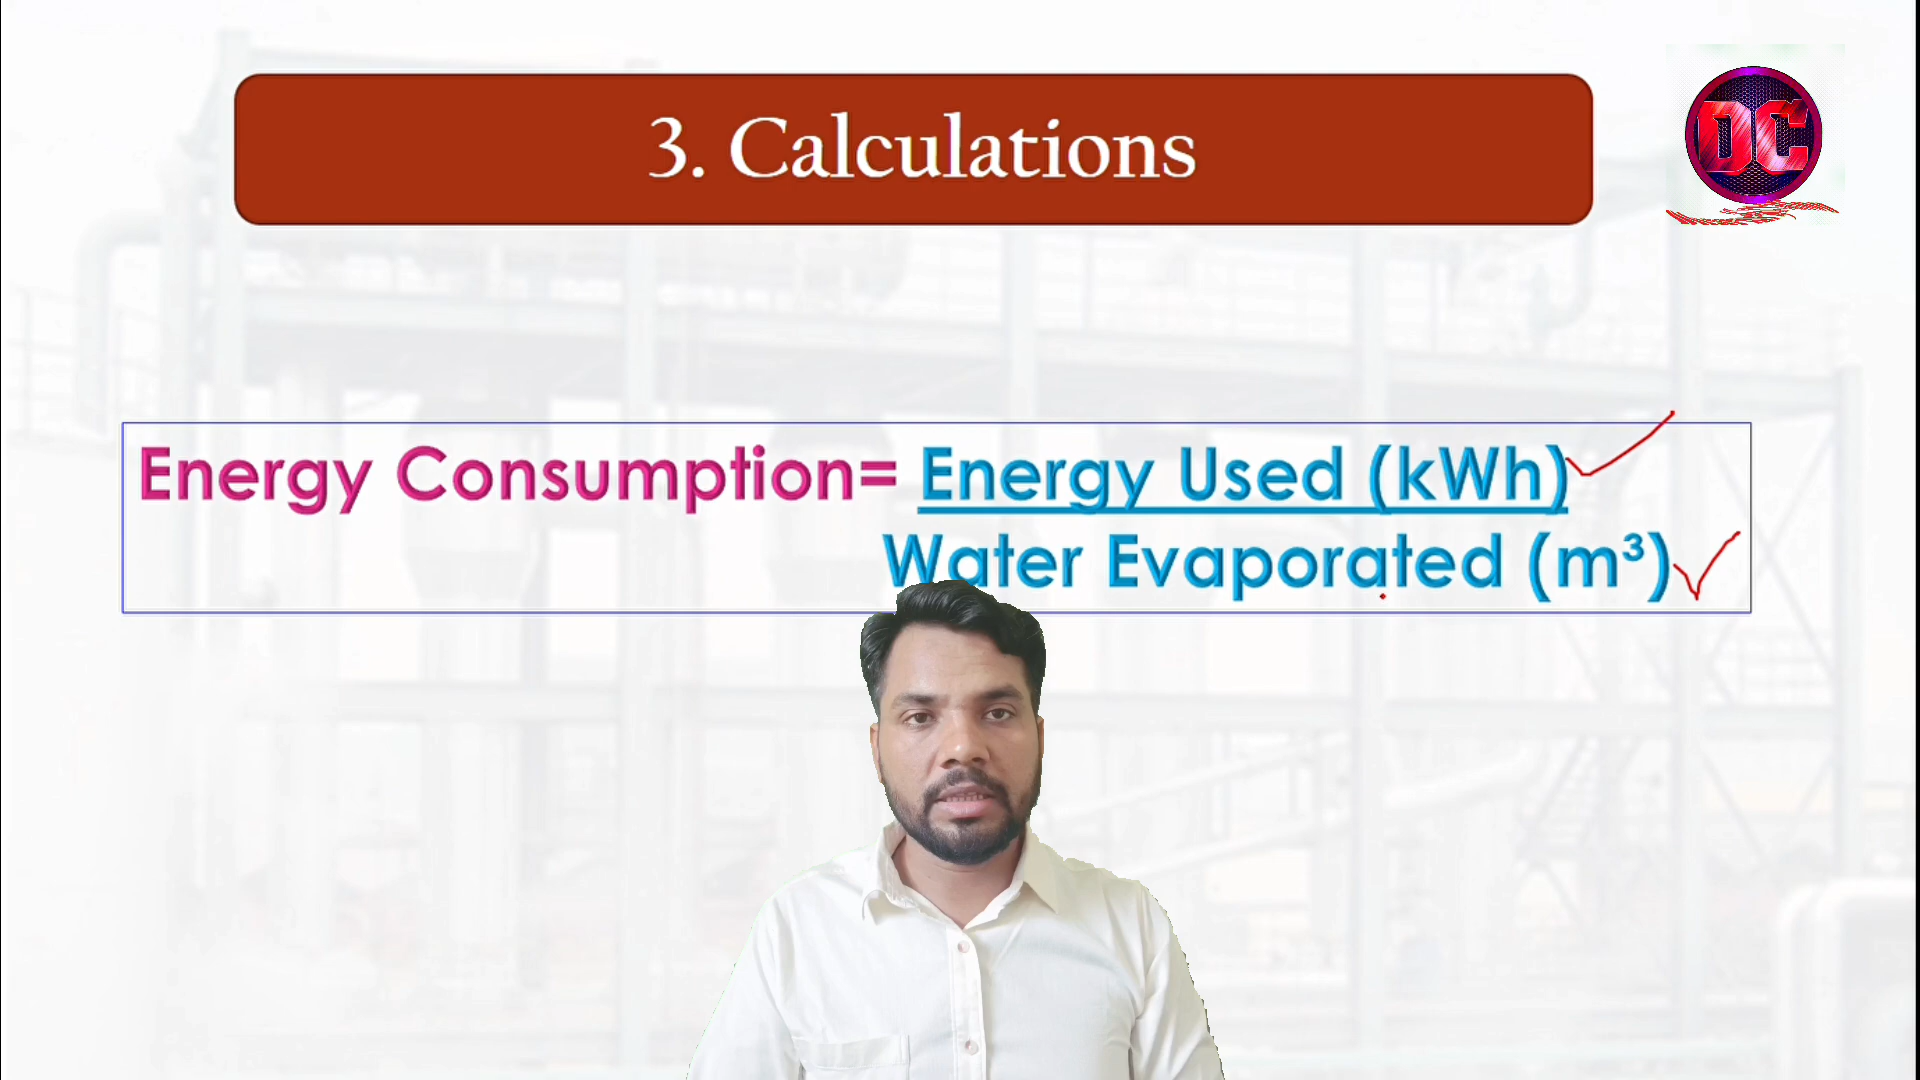 3. Calculations
DC
Energy Consumption= Energy Used (kWh)
Water Evaporated (m³)